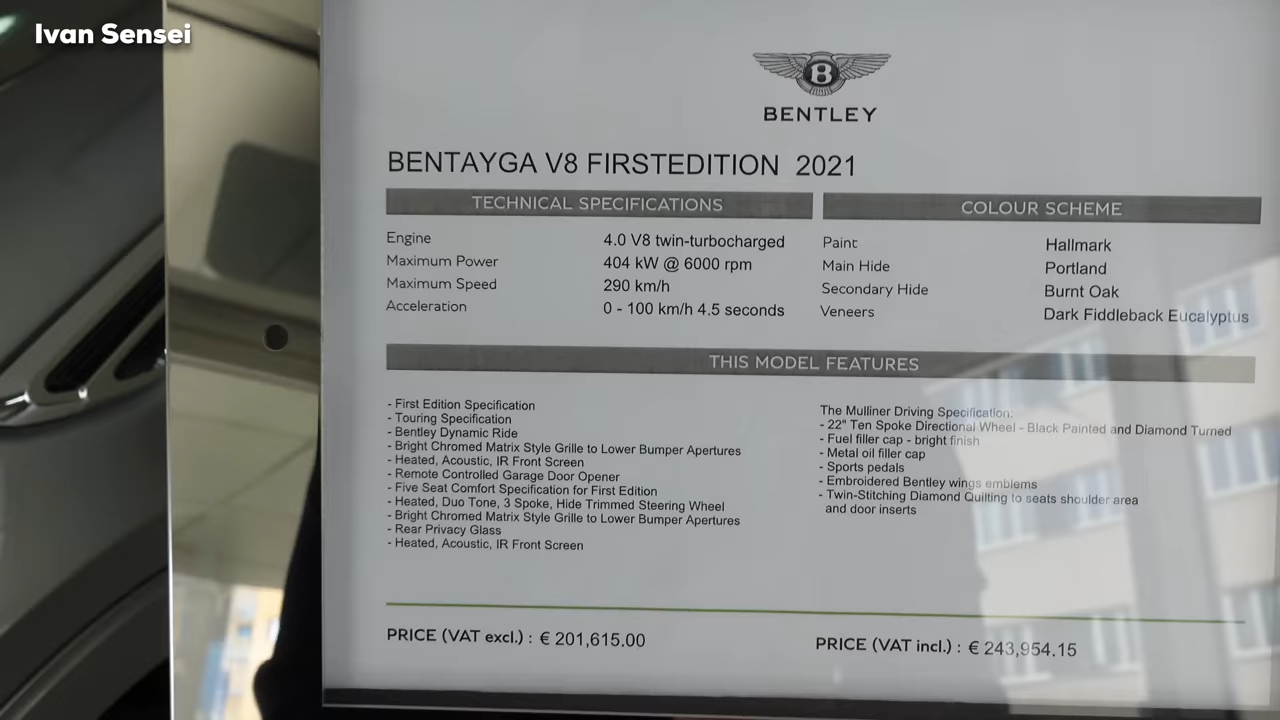 Ivan Sensei
B
BENTLEY
BENTAYGA V8 FIRSTEDITION 2021
TECHNICAL SPECIFICATIONS
Engine 4.0 V8 twin-turbocharged
Maximum Power 404 kW @ 6000 rpm
Maximum Speed 290 km/h
Acceleration 0 - 100 km/h 4.5 seconds
COLOUR SCHEME
Paint Hallmark
Main Hide Portland
Secondary Hide Burnt Oak
Veneers Dark Fiddleback Eucalyptus
THIS MODEL FEATURES
- First Edition Specification
- Touring Specification
- Bentley Dynamic Ride
- Bright Chromed Matrix Style Grille to Lower Bumper Apertures
- Heated, Acoustic, IR Front Screen
- Remote Controlled Garage Door Opener
- Five Seat Comfort Specification for First Edition
- Heated, Duo Tone, 3 Spoke, Hide Trimmed Steering Wheel
- Bright Chromed Matrix Style Grille to Lower Bumper Apertures
- Rear Privacy Glass
- Heated, Acoustic, IR Front Screen
The Mulliner Driving Specification:
- 22" Ten Spoke Directional Wheel - Black Painted and Diamond Turned
- Fuel filler cap - bright finish
- Metal oil filler cap
- Sports pedals
- Embroidered Bentley wings emblems
- Twin-Stitching Diamond Quilting to seats shoulder area
and door inserts
PRICE (VAT excl.) : € 201,615.00
PRICE (VAT incl.) : € 243,954.15